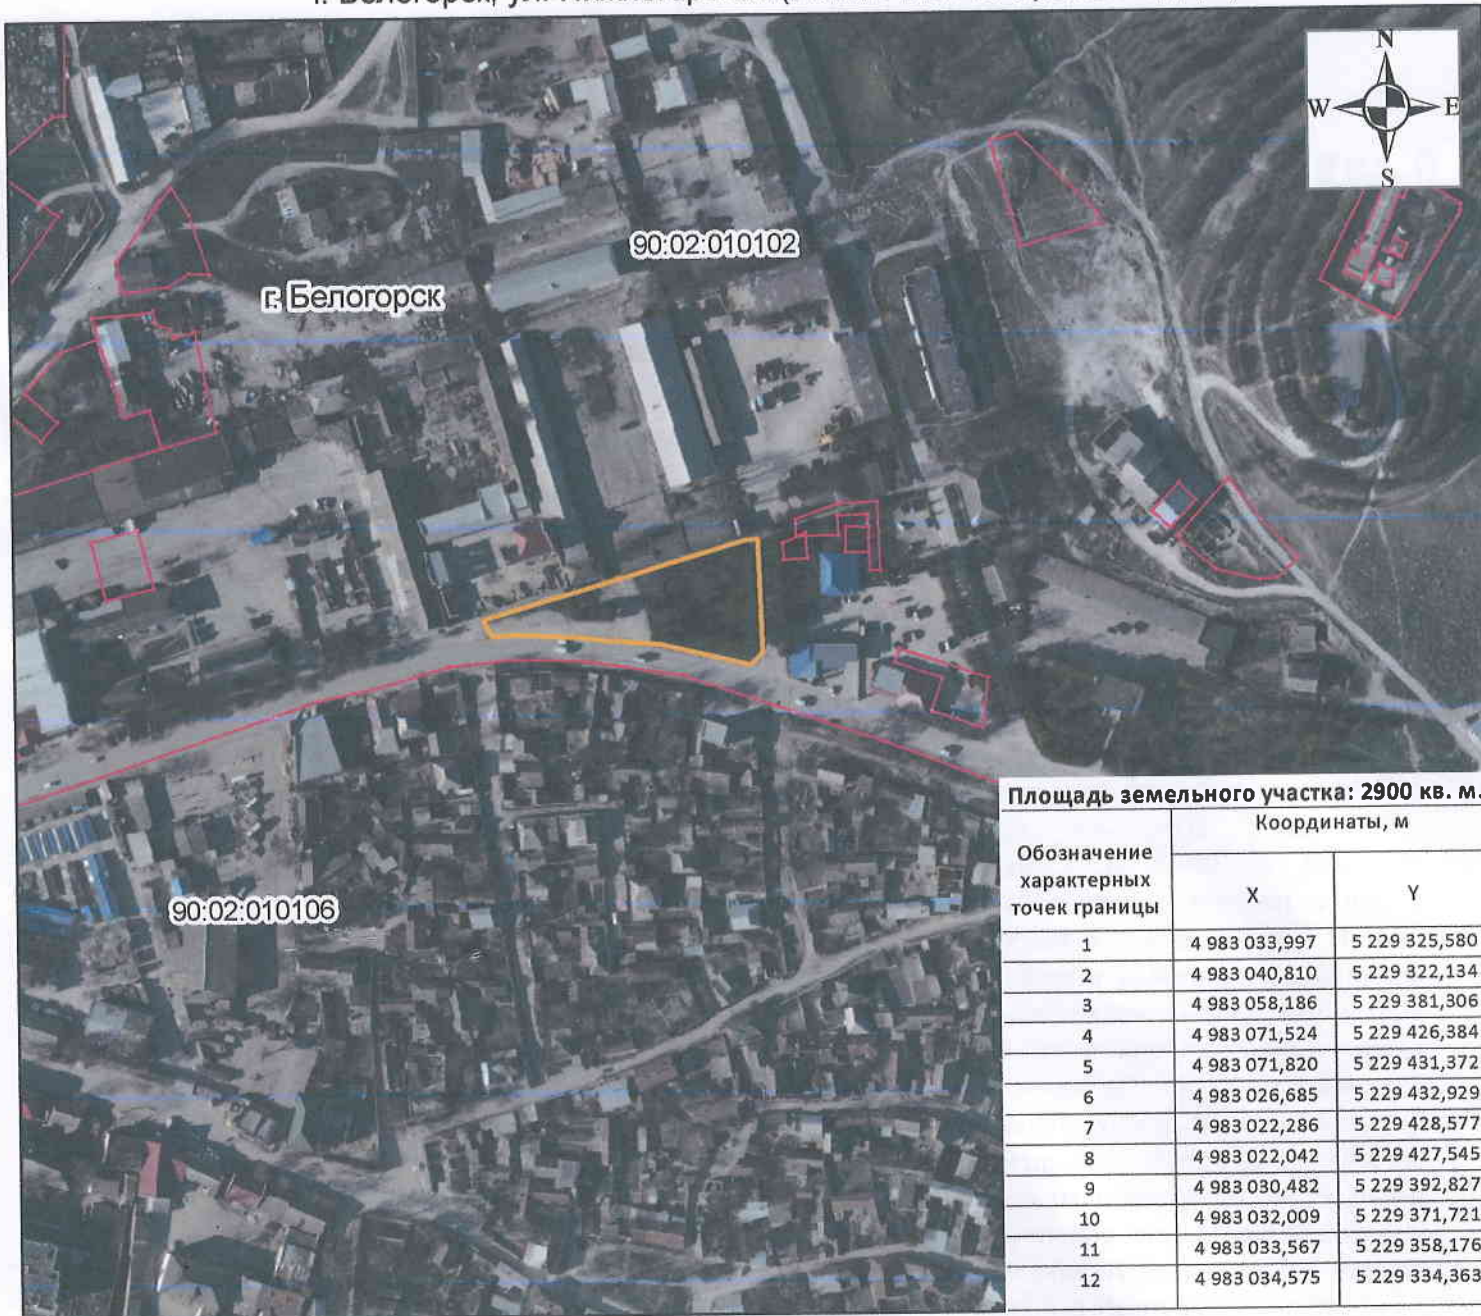 г. Белогорск, ул.
N
W E
S
90:02:010102
г. Белогорск
90:02:010106
Площадь земельного участка: 2900 кв. м.
Обозначение характерных точек границы
Координаты, м
X Y
1 4 983 033,997 5 229 325,580
2 4 983 040,810 5 229 322,134
3 4 983 058,186 5 229 381,306
4 4 983 071,524 5 229 426,384
5 4 983 071,820 5 229 431,372
6 4 983 026,685 5 229 432,929
7 4 983 022,286 5 229 428,577
8 4 983 022,042 5 229 427,545
9 4 983 030,482 5 229 392,827
10 4 983 032,009 5 229 371,721
11 4 983 033,567 5 229 358,176
12 4 983 034,575 5 229 334,363